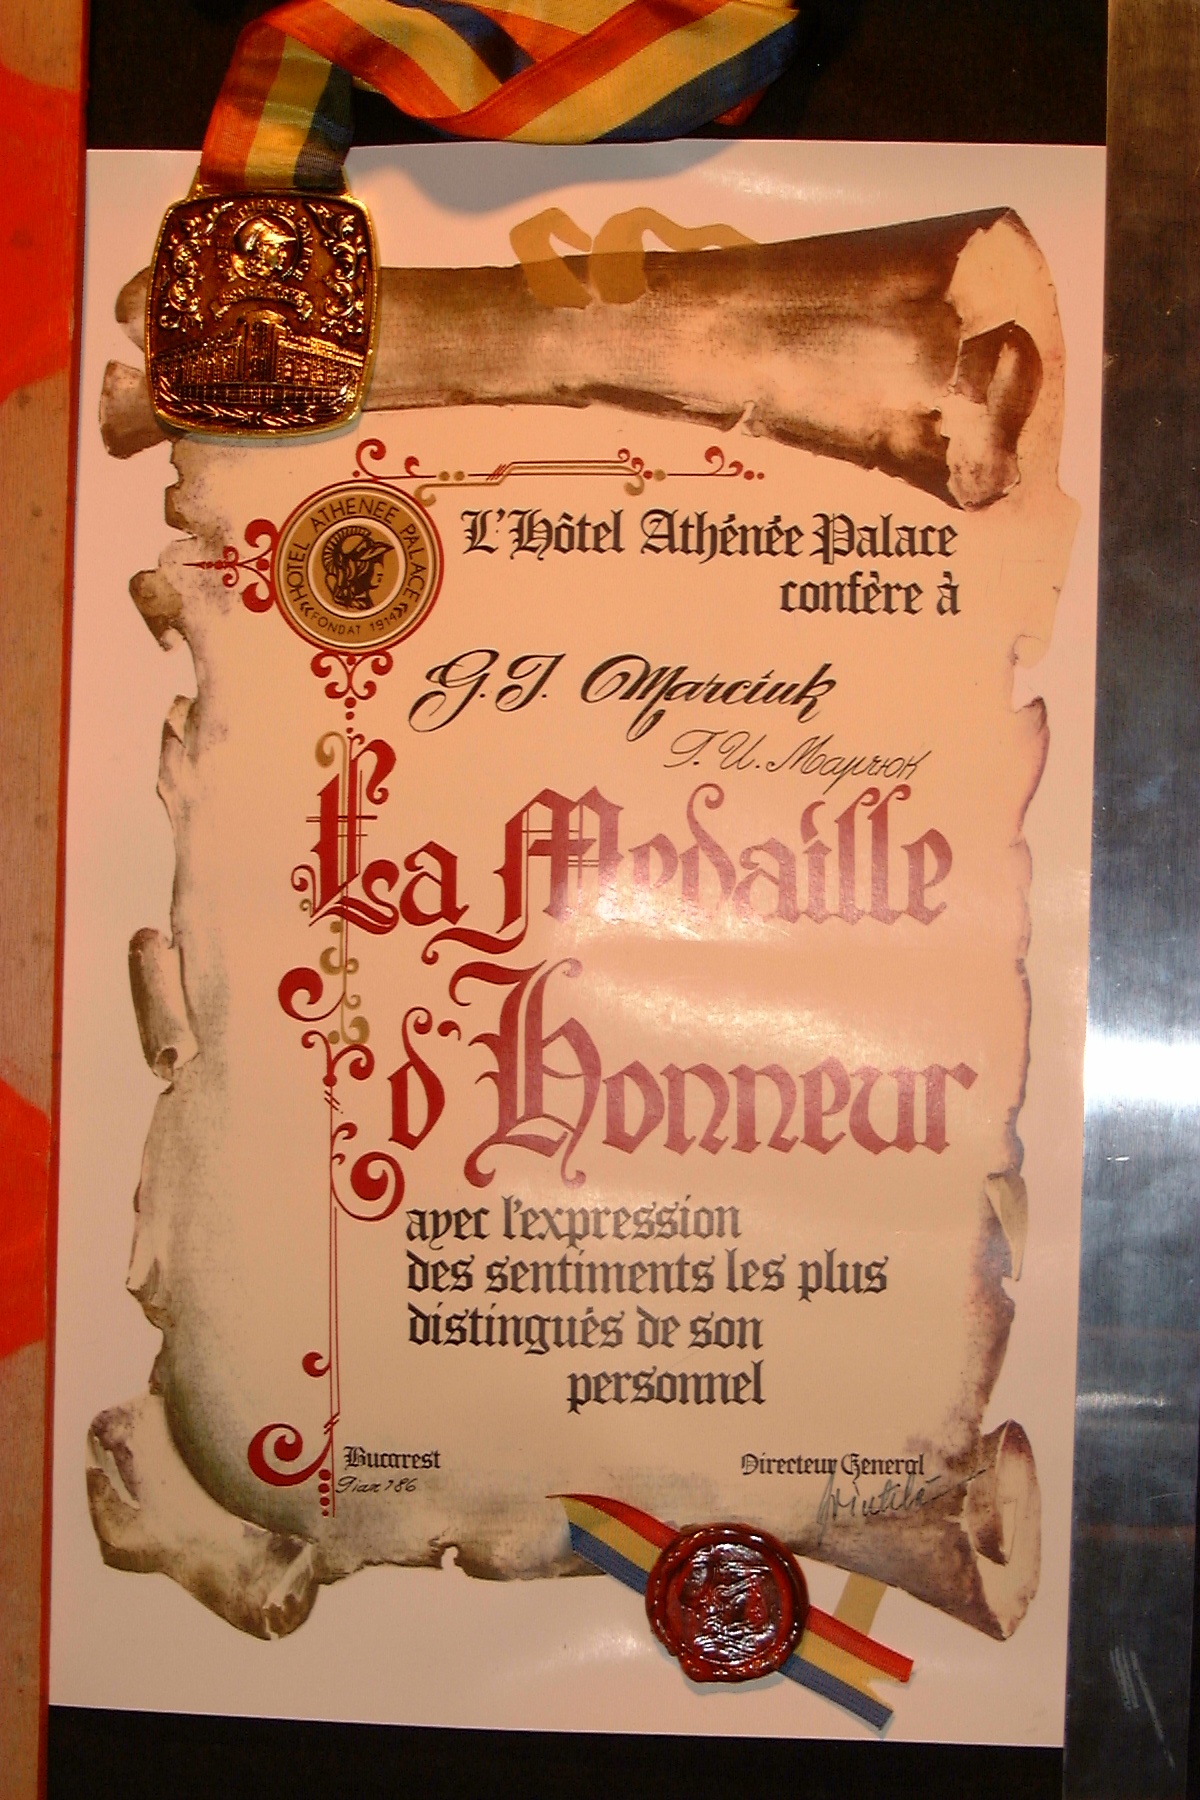 HOTEL ATHENEE PALACE
«FONDAT 1914»
L'Hôtel Athénée Palace
confère à
G. I. Marciuk
Г. И. Марчюк
La Medaille
d'Honneur
avec l'expression
des sentiments les plus
distingués de son
personnel
Bucarest
Directeur General